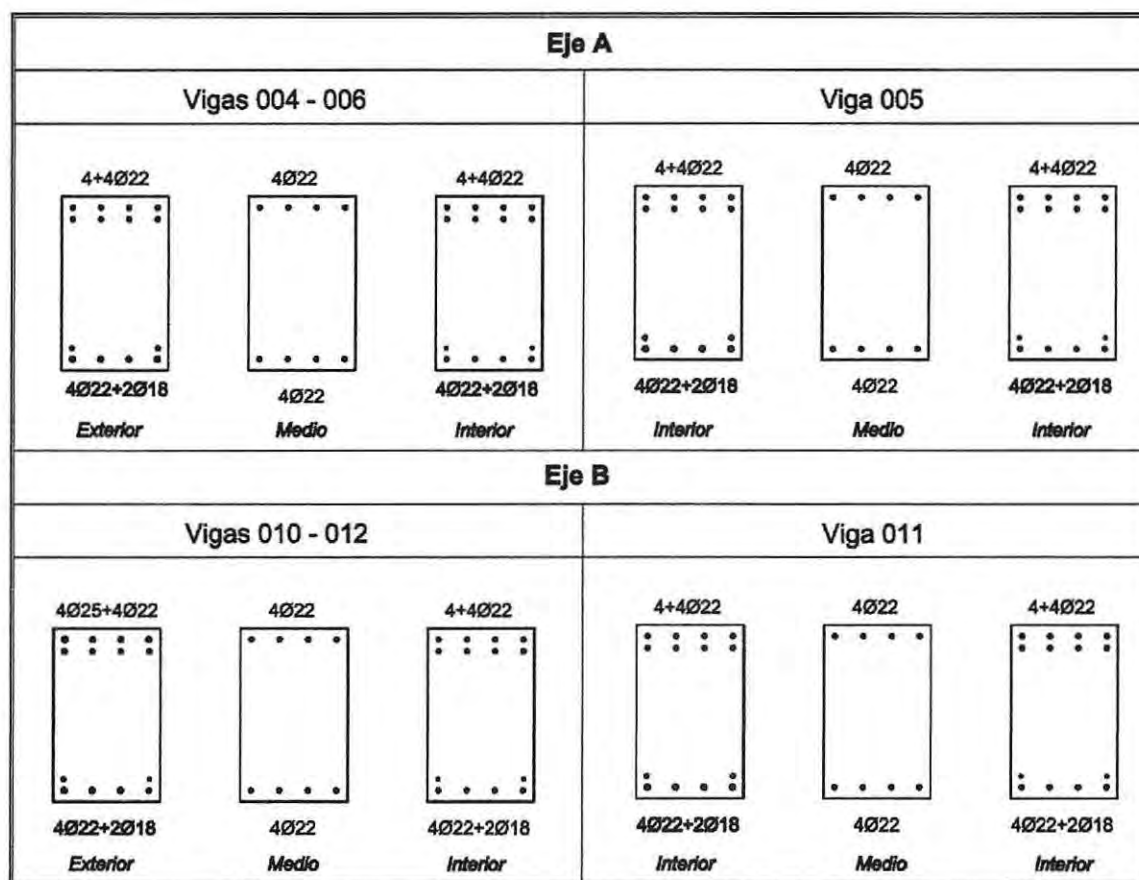 Eje A
Vigas 004 - 006
Viga 005
4+4Ø22
4Ø22
4+4Ø22
4+4Ø22
4Ø22
4+4Ø22
4Ø22+2Ø18
4Ø22
4Ø22+2Ø18
4Ø22+2Ø18
4Ø22
4Ø22+2Ø18
Exterior
Medio
Interior
Interior
Medio
Interior
Eje B
Vigas 010 - 012
Viga 011
4Ø25+4Ø22
4Ø22
4+4Ø22
4+4Ø22
4Ø22
4+4Ø22
4Ø22+2Ø18
4Ø22
4Ø22+2Ø18
4Ø22+2Ø18
4Ø22
4Ø22+2Ø18
Exterior
Medio
Interior
Interior
Medio
Interior